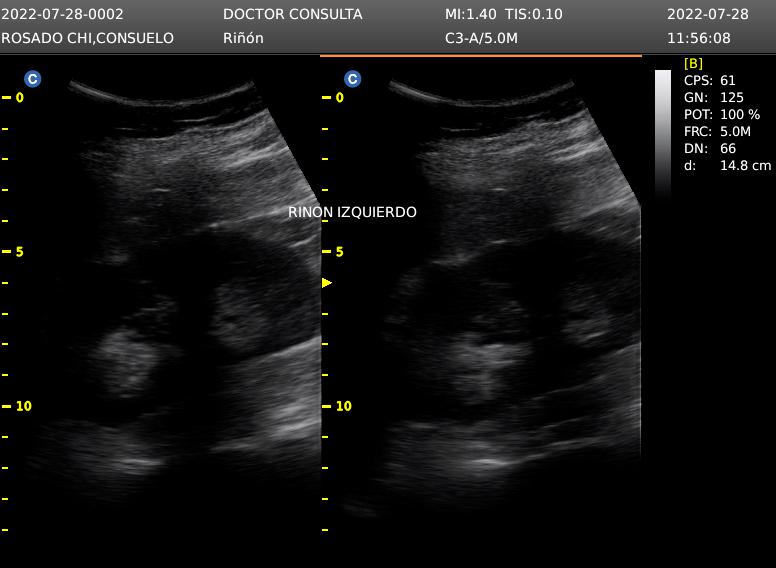 2022-07-28-0002 DOCTOR CONSULTA MI:1.40 TIS:0.10 2022-07-28
ROSADO CHI,CONSUELO Riñón C3-A/5.0M 11:56:08
[B]
CPS: 61
GN: 125
POT: 100 %
FRC: 5.0M
DN: 66
d: 14.8 cm
C C
0 0
RINON IZQUIERDO
5 5
10 10